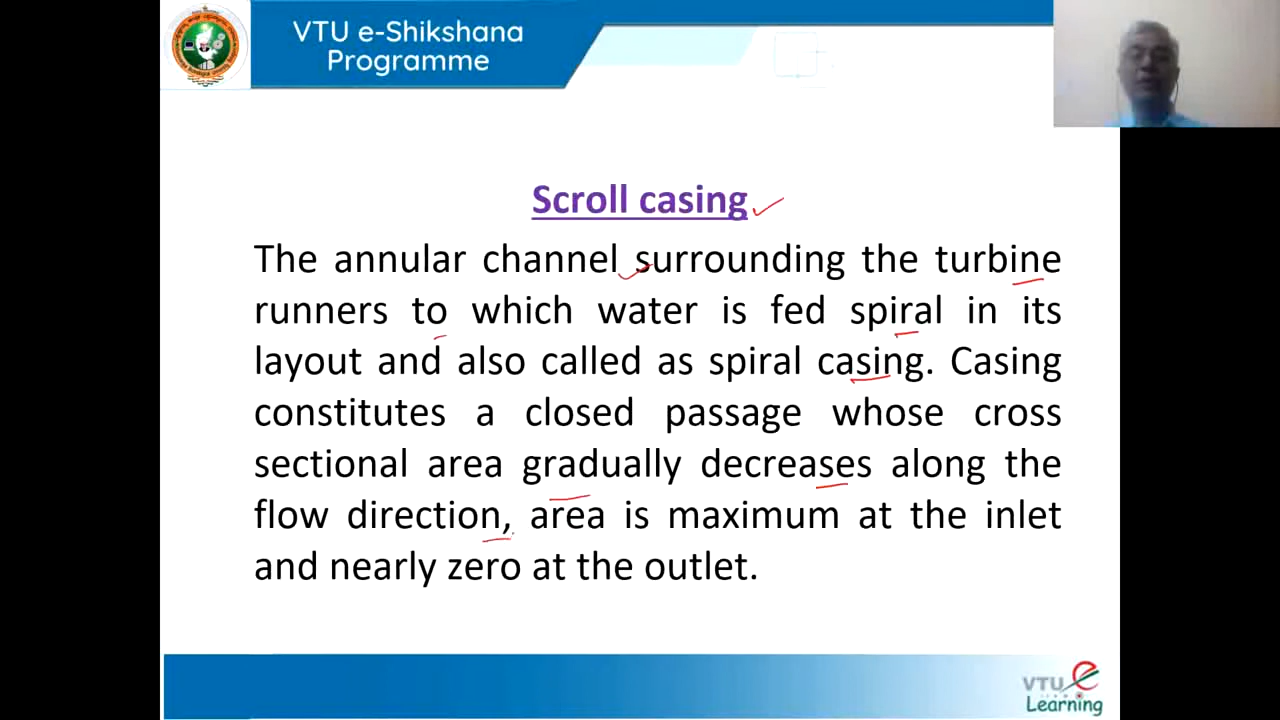 VTU e-Shikshana
Programme
Scroll casing
The annular channel surrounding the turbine
runners to which water is fed spiral in its
layout and also called as spiral casing. Casing
constitutes a closed passage whose cross
sectional area gradually decreases along the
flow direction, area is maximum at the inlet
and nearly zero at the outlet.
VTU e
Learning